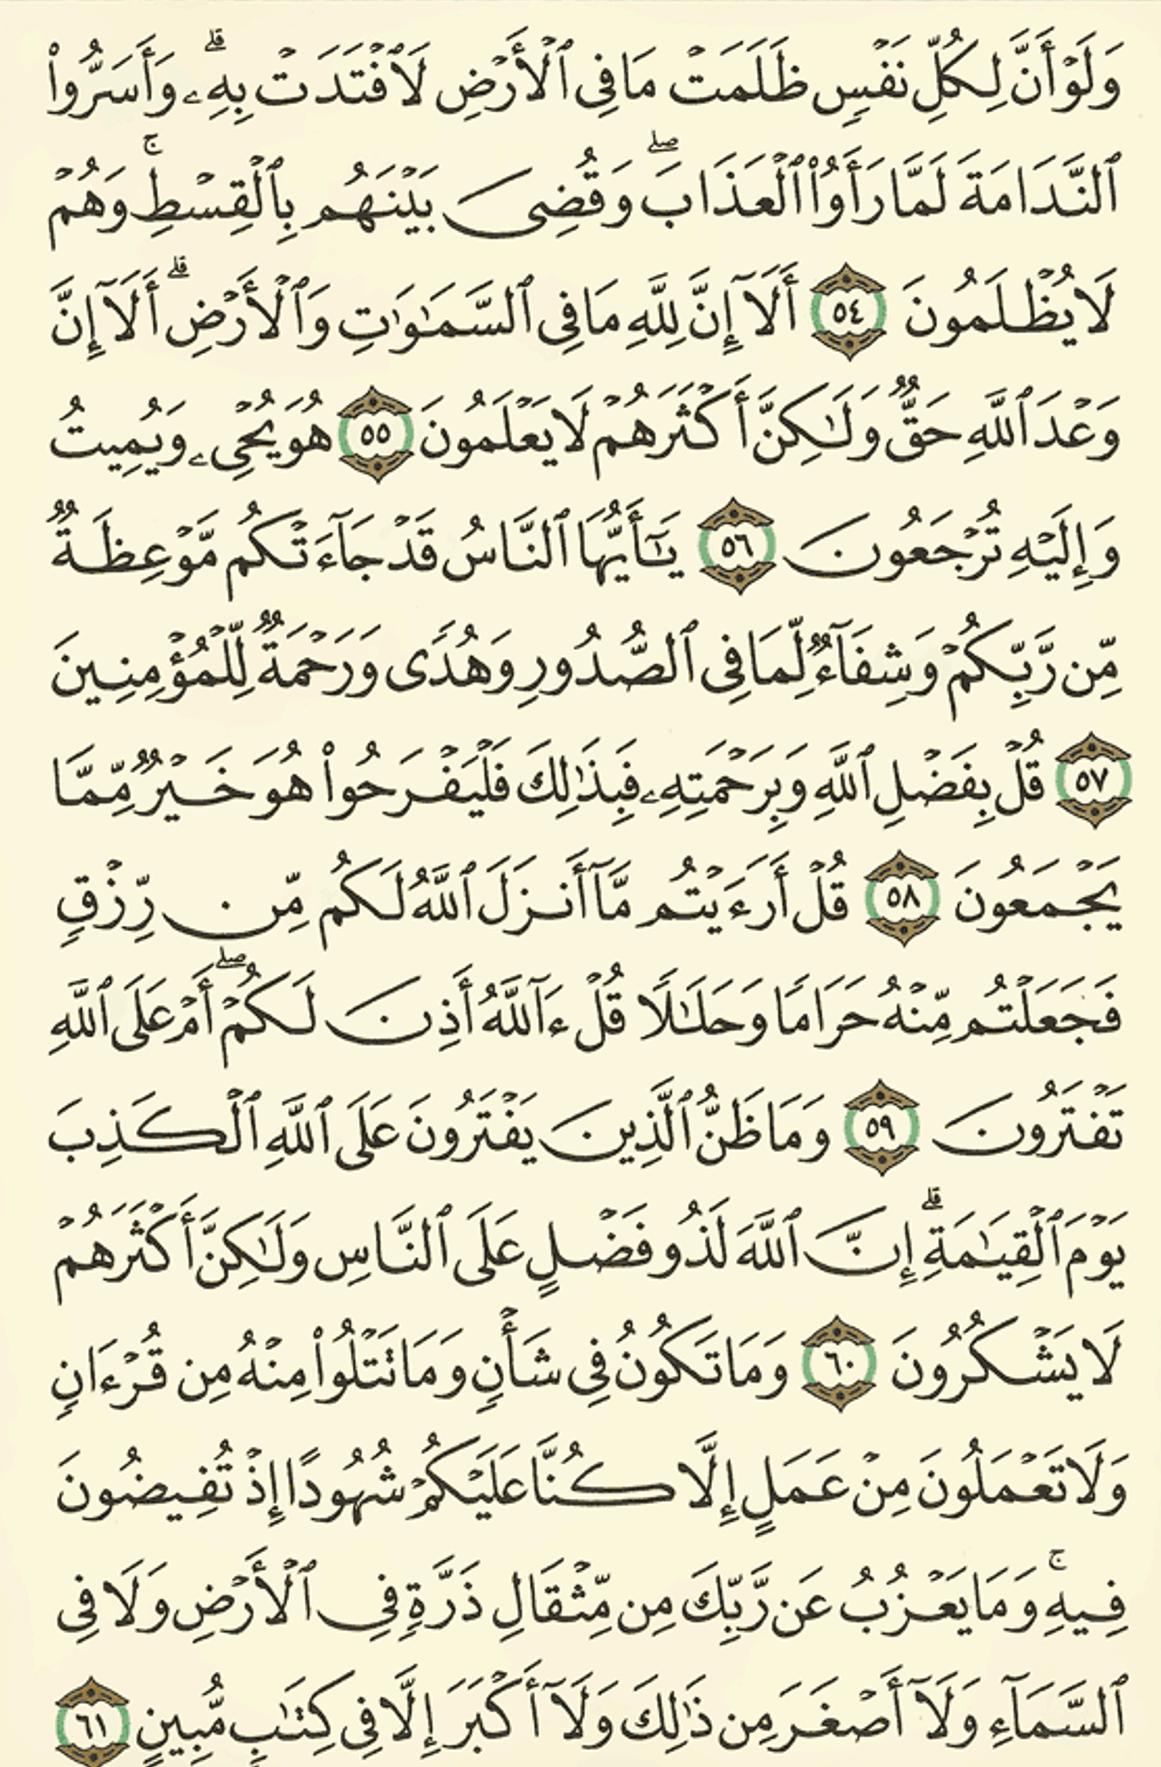 وَلَوْ أَنَّ لِكُلِّ نَفْسٍ ظَلَمَتْ مَا فِى ٱلْأَرْضِ لَٱفْتَدَتْ بِهِۦ ۗ وَأَسَرُّوا۟
ٱلنَّدَامَةَ لَمَّا رَأَوُا۟ ٱلْعَذَابَ ۖ وَقُضِىَ بَيْنَهُم بِٱلْقِسْطِ ۚ وَهُمْ
لَا يُظْلَمُونَ ٥٤ أَلَآ إِنَّ لِلَّهِ مَا فِى ٱلسَّمَٰوَٰتِ وَٱلْأَرْضِ ۗ أَلَآ إِنَّ
وَعْدَ ٱللَّهِ حَقٌّ وَلَٰكِنَّ أَكْثَرَهُمْ لَا يَعْلَمُونَ ٥٥ هُوَ يُحْىِۦ وَيُمِيتُ
وَإِلَيْهِ تُرْجَعُونَ ٥٦ يَٰٓأَيُّهَا ٱلنَّاسُ قَدْ جَآءَتْكُم مَّوْعِظَةٌ
مِّن رَّبِّكُمْ وَشِفَآءٌ لِّمَا فِى ٱلصُّدُورِ وَهُدًى وَرَحْمَةٌ لِّلْمُؤْمِنِينَ
٥٧ قُلْ بِفَضْلِ ٱللَّهِ وَبِرَحْمَتِهِۦ فَبِذَٰلِكَ فَلْيَفْرَحُوا۟ هُوَ خَيْرٌ مِّمَّا
يَجْمَعُونَ ٥٨ قُلْ أَرَءَيْتُم مَّآ أَنزَلَ ٱللَّهُ لَكُم مِّن رِّزْقٍ
فَجَعَلْتُم مِّنْهُ حَرَامًا وَحَلَٰلًا قُلْ ءَآللَّهُ أَذِنَ لَكُمْ ۖ أَمْ عَلَى ٱللَّهِ
تَفْتَرُونَ ٥٩ وَمَا ظَنُّ ٱلَّذِينَ يَفْتَرُونَ عَلَى ٱللَّهِ ٱلْكَذِبَ
يَوْمَ ٱلْقِيَٰمَةِ ۗ إِنَّ ٱللَّهَ لَذُو فَضْلٍ عَلَى ٱلنَّاسِ وَلَٰكِنَّ أَكْثَرَهُمْ
لَا يَشْكُرُونَ ٦٠ وَمَا تَكُونُ فِى شَأْنٍ وَمَا تَتْلُوا۟ مِنْهُ مِن قُرْءَانٍ
وَلَا تَعْمَلُونَ مِنْ عَمَلٍ إِلَّا كُنَّا عَلَيْكُمْ شُهُودًا إِذْ تُفِيضُونَ
فِيهِ ۚ وَمَا يَعْزُبُ عَن رَّبِّكَ مِن مِّثْقَالِ ذَرَّةٍ فِى ٱلْأَرْضِ وَلَا فِى
ٱلسَّمَآءِ وَلَآ أَصْغَرَ مِن ذَٰلِكَ وَلَآ أَكْبَرَ إِلَّا فِى كِتَٰبٍ مُّبِينٍ ٦١